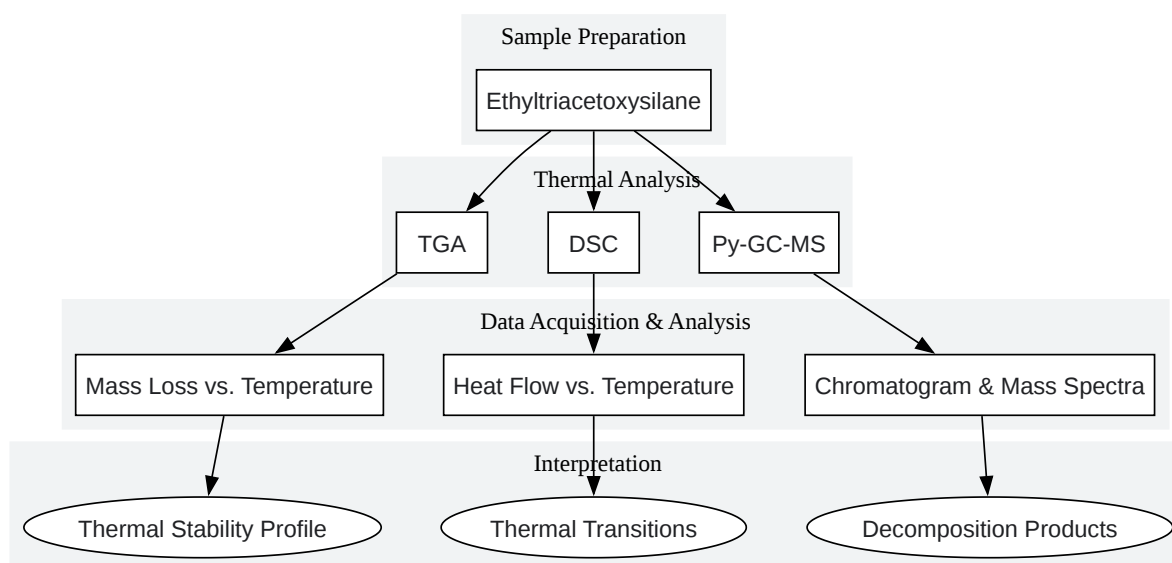 Sample Preparation
Ethyltriacetoxysilane
Thermal Analysis
TGA
DSC
Py-GC-MS
Data Acquisition & Analysis
Mass Loss vs. Temperature
Heat Flow vs. Temperature
Chromatogram & Mass Spectra
Interpretation
Thermal Stability Profile
Thermal Transitions
Decomposition Products